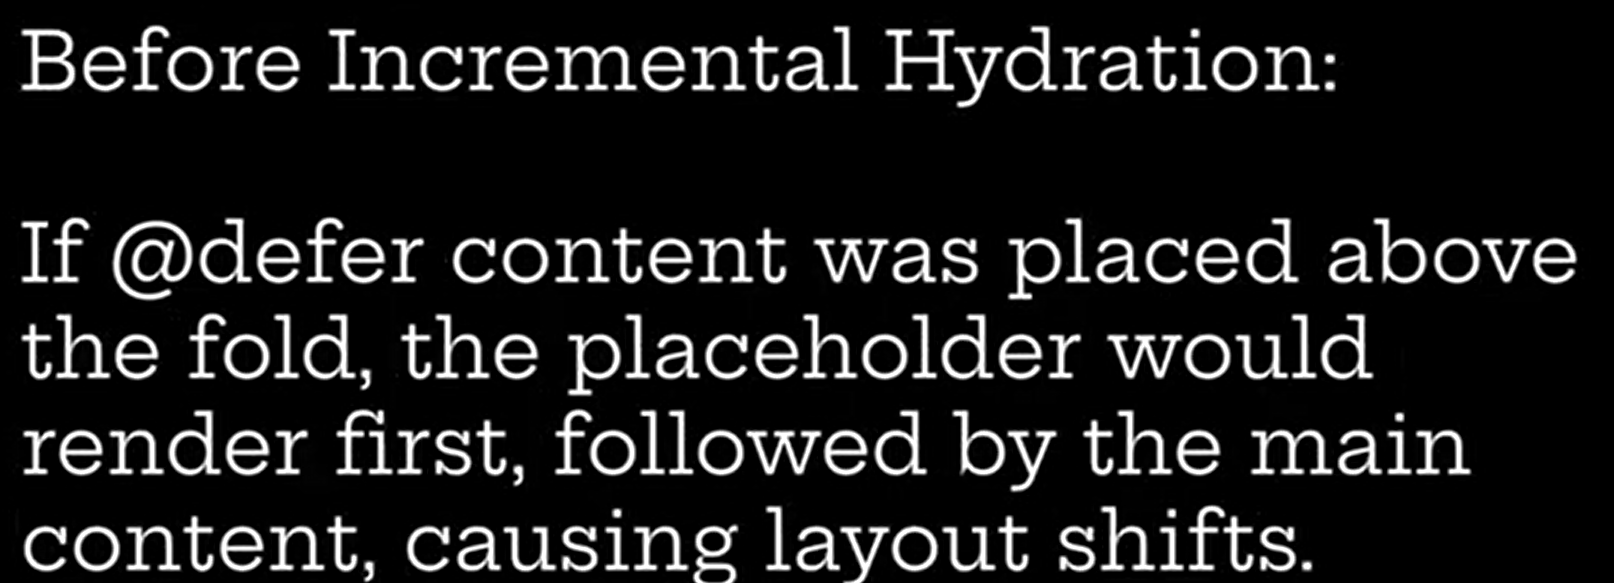 Before Incremental Hydration:
If @defer content was placed above
the fold, the placeholder would
render first, followed by the main
content, causing layout shifts.